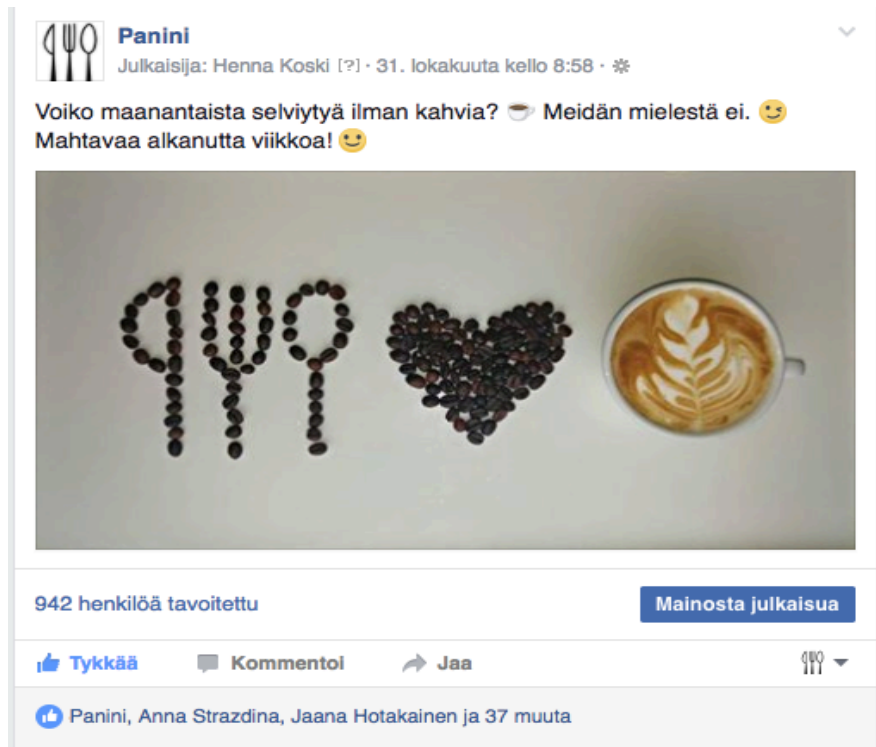 Panini
Julkaisija: Henna Koski [?] · 31. lokakuuta kello 8:58 ·
Voiko maanantaista selviytyä ilman kahvia? ☕ Meidän mielestä ei. 😉
Mahtavaa alkanutta viikkoa! 🙂
942 henkilöä tavoitettu
Mainosta julkaisua
Tykkää Kommentoi Jaa
Panini, Anna Strazdina, Jaana Hotakainen ja 37 muuta